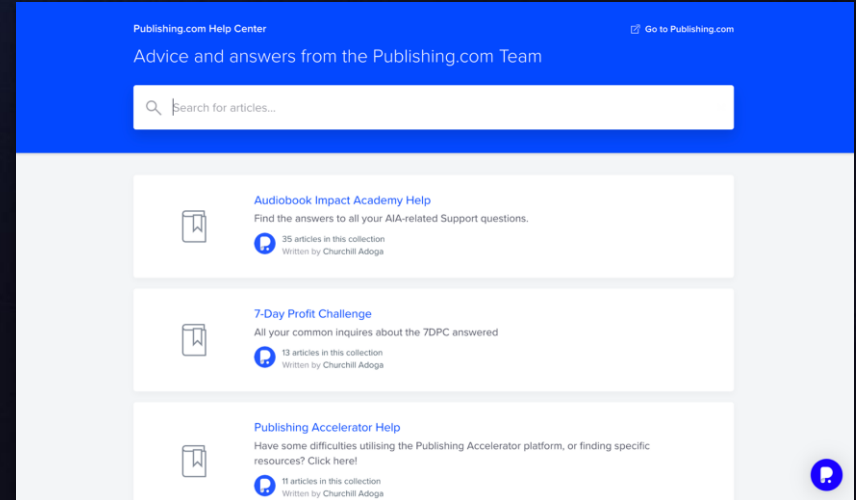 Publishing.com Help Center
Go to Publishing.com
Advice and answers from the Publishing.com Team
Search for articles...
Audiobook Impact Academy Help
Find the answers to all your AIA-related Support questions.
35 articles in this collection
Written by Churchill Adoga
7-Day Profit Challenge
All your common inquires about the 7DPC answered
13 articles in this collection
Written by Churchill Adoga
Publishing Accelerator Help
Have some difficulties utilising the Publishing Accelerator platform, or finding specific
resources? Click here!
11 articles in this collection
Written by Churchill Adoga